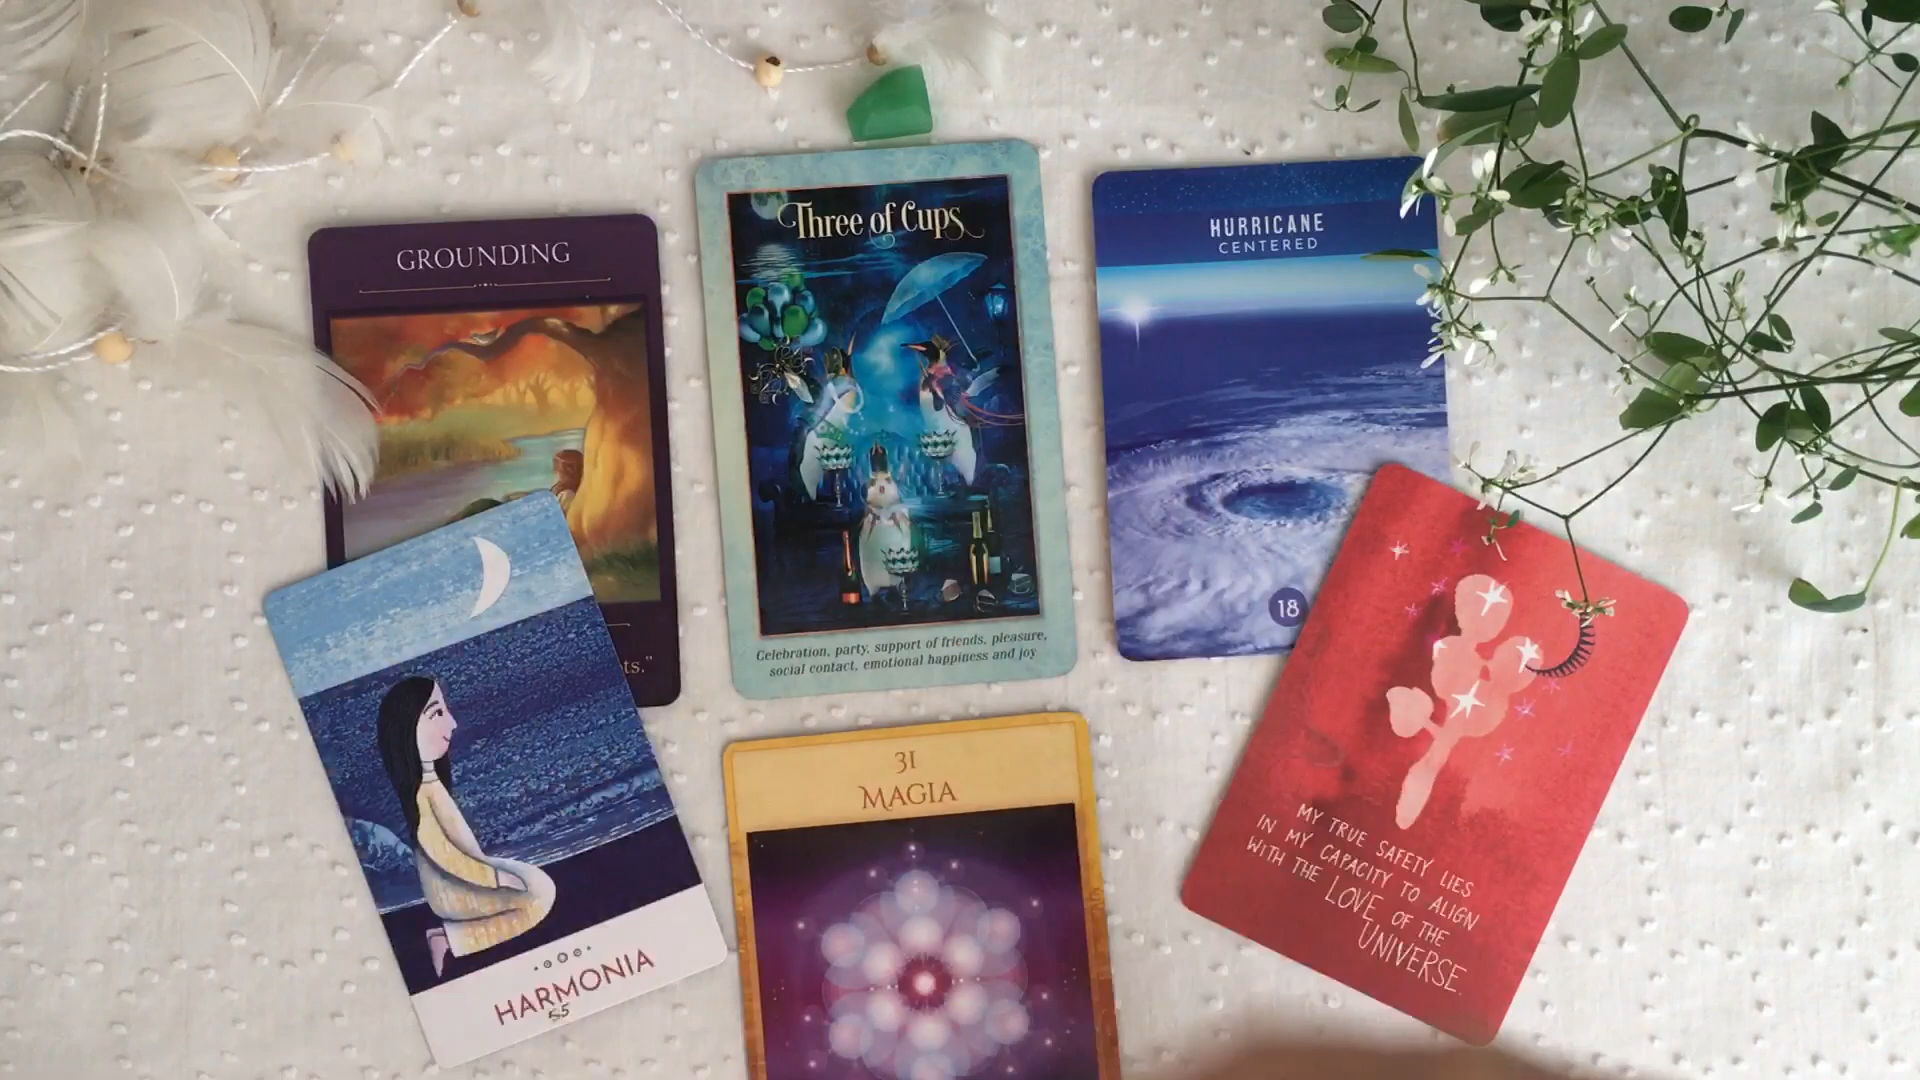 GROUNDING
ts."
Three of Cups
Celebration, party, support of friends, pleasure,
social contact, emotional happiness and joy
HURRICANE
CENTERED
18
HARMONIA
55
31
MAGIA
MY TRUE SAFETY LIES
IN MY CAPACITY TO ALIGN
WITH THE LOVE OF THE
UNIVERSE.